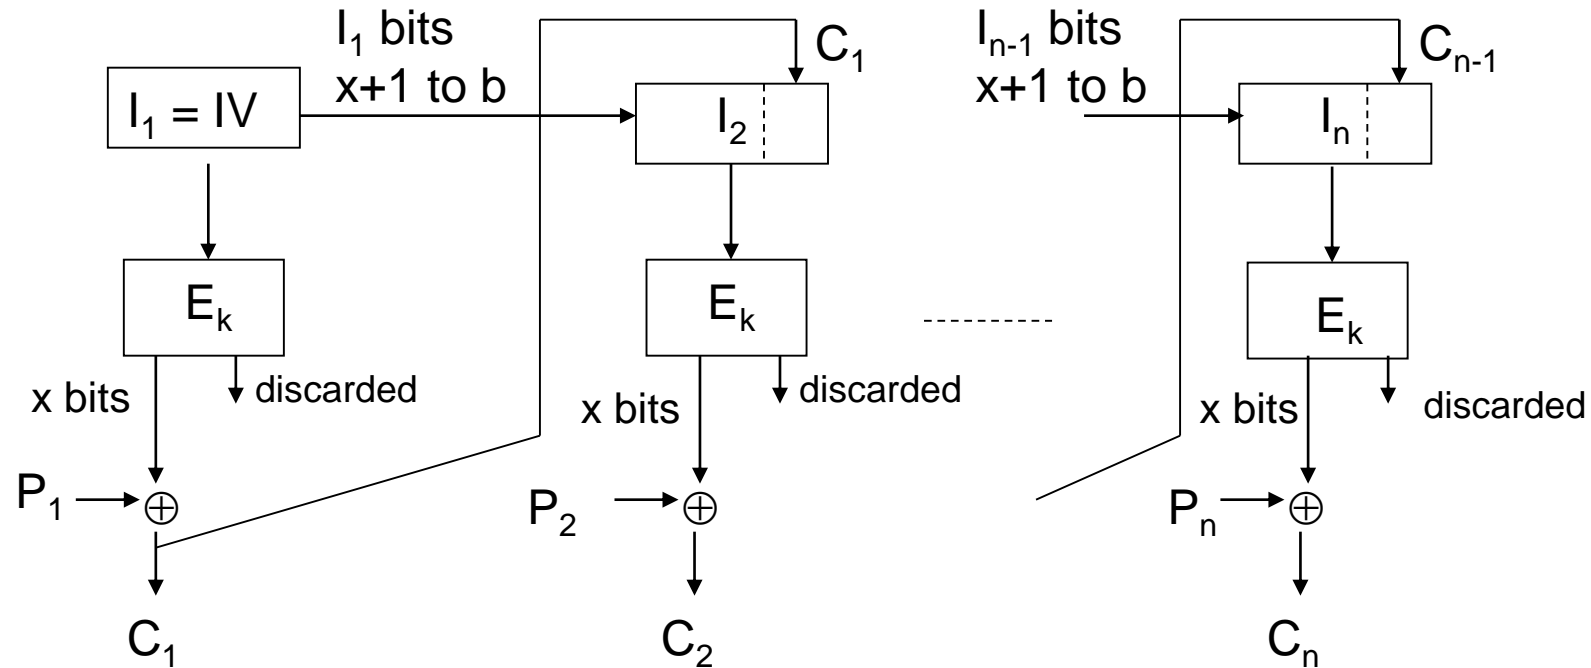 I₁ bits
x+1 to b
C₁
Iₙ₋₁ bits
x+1 to b
Cₙ₋₁
I₁ = IV
I₂
Iₙ
Eₖ
Eₖ
Eₖ
x bits
discarded
x bits
discarded
x bits
discarded
P₁
⊕
P₂
⊕
Pₙ
⊕
C₁
C₂
Cₙ